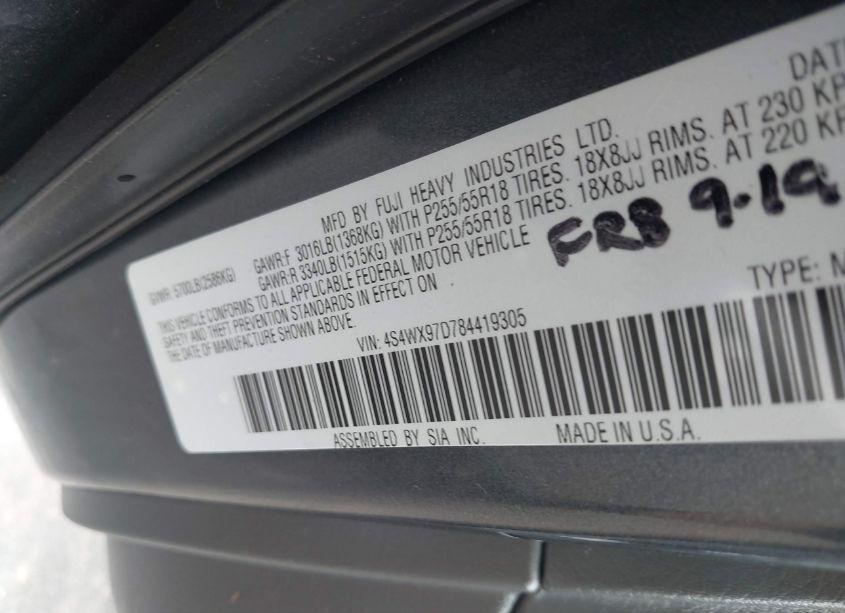 DATE
MFD BY FUJI HEAVY INDUSTRIES LTD.
GVWR: 5700LB(2586KG) GAWR:F 3016LB(1368KG) WITH P255/55R18 TIRES. 18X8JJ RIMS. AT 230 KP
GAWR:R 3340LB(1515KG) WITH P255/55R18 TIRES. 18X8JJ RIMS. AT 220 KP
THIS VEHICLE CONFORMS TO ALL APPLICABLE FEDERAL MOTOR VEHICLE
SAFETY AND THEFT PREVENTION STANDARDS IN EFFECT ON
THE DATE OF MANUFACTURE SHOWN ABOVE.
FRB 9-19
VIN: 4S4WX97D784419305
TYPE: M
ASSEMBLED BY SIA INC. MADE IN U.S.A.